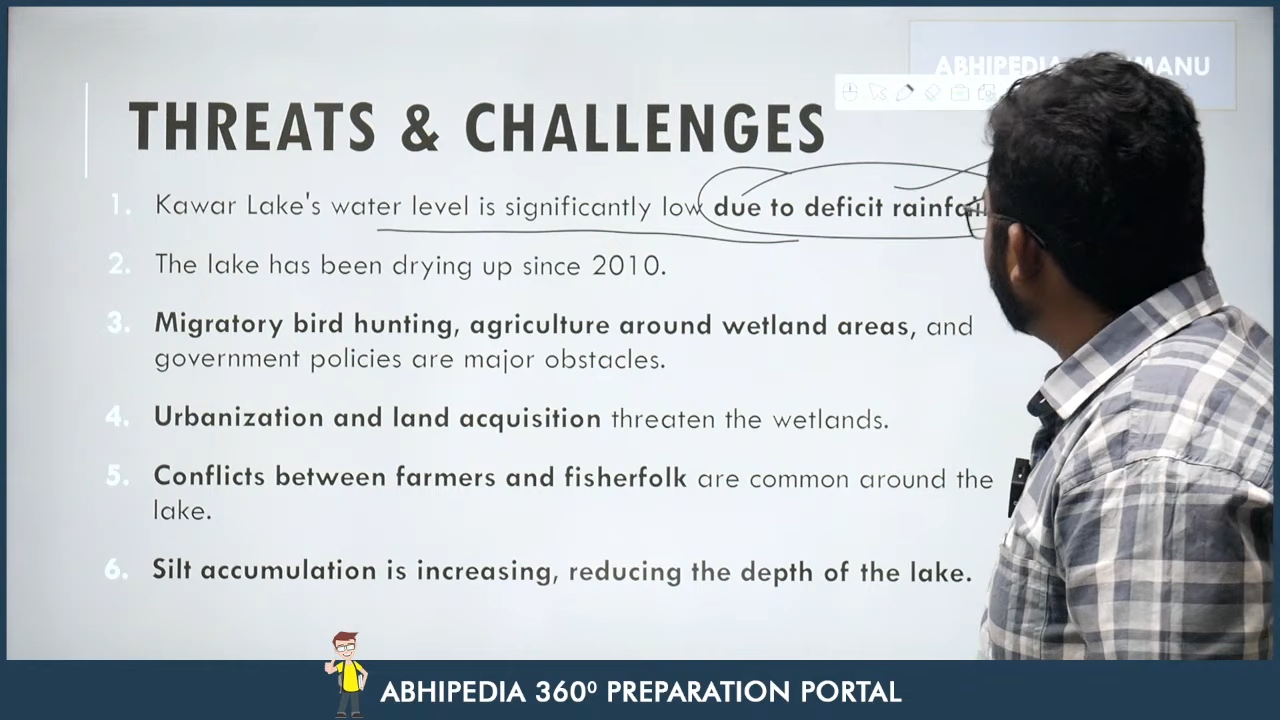 ABHIPEDIA
MANU
THREATS & CHALLENGES
1. Kawar Lake's water level is significantly low due to deficit rainfall
2. The lake has been drying up since 2010.
3. Migratory bird hunting, agriculture around wetland areas, and
government policies are major obstacles.
4. Urbanization and land acquisition threaten the wetlands.
5. Conflicts between farmers and fisherfolk are common around the
lake.
6. Silt accumulation is increasing, reducing the depth of the lake.
ABHIPEDIA 360⁰ PREPARATION PORTAL